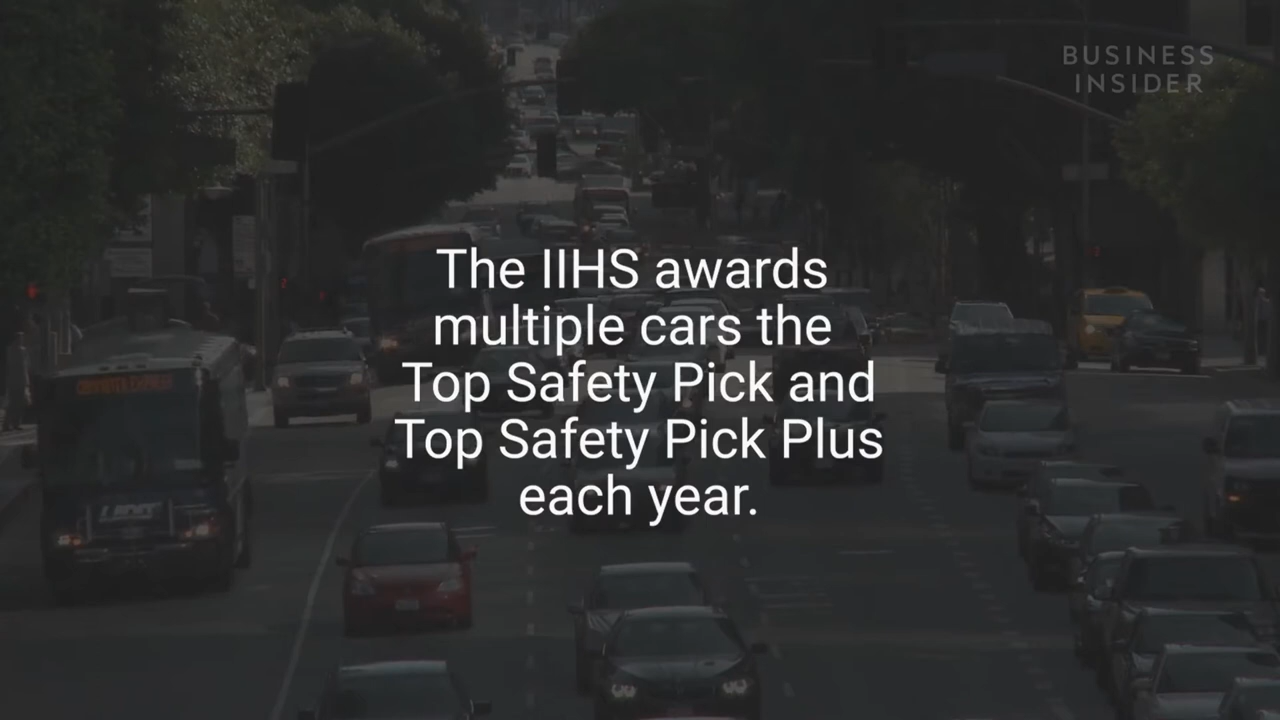 BUSINESS
INSIDER
The IIHS awards
multiple cars the
Top Safety Pick and
Top Safety Pick Plus
each year.